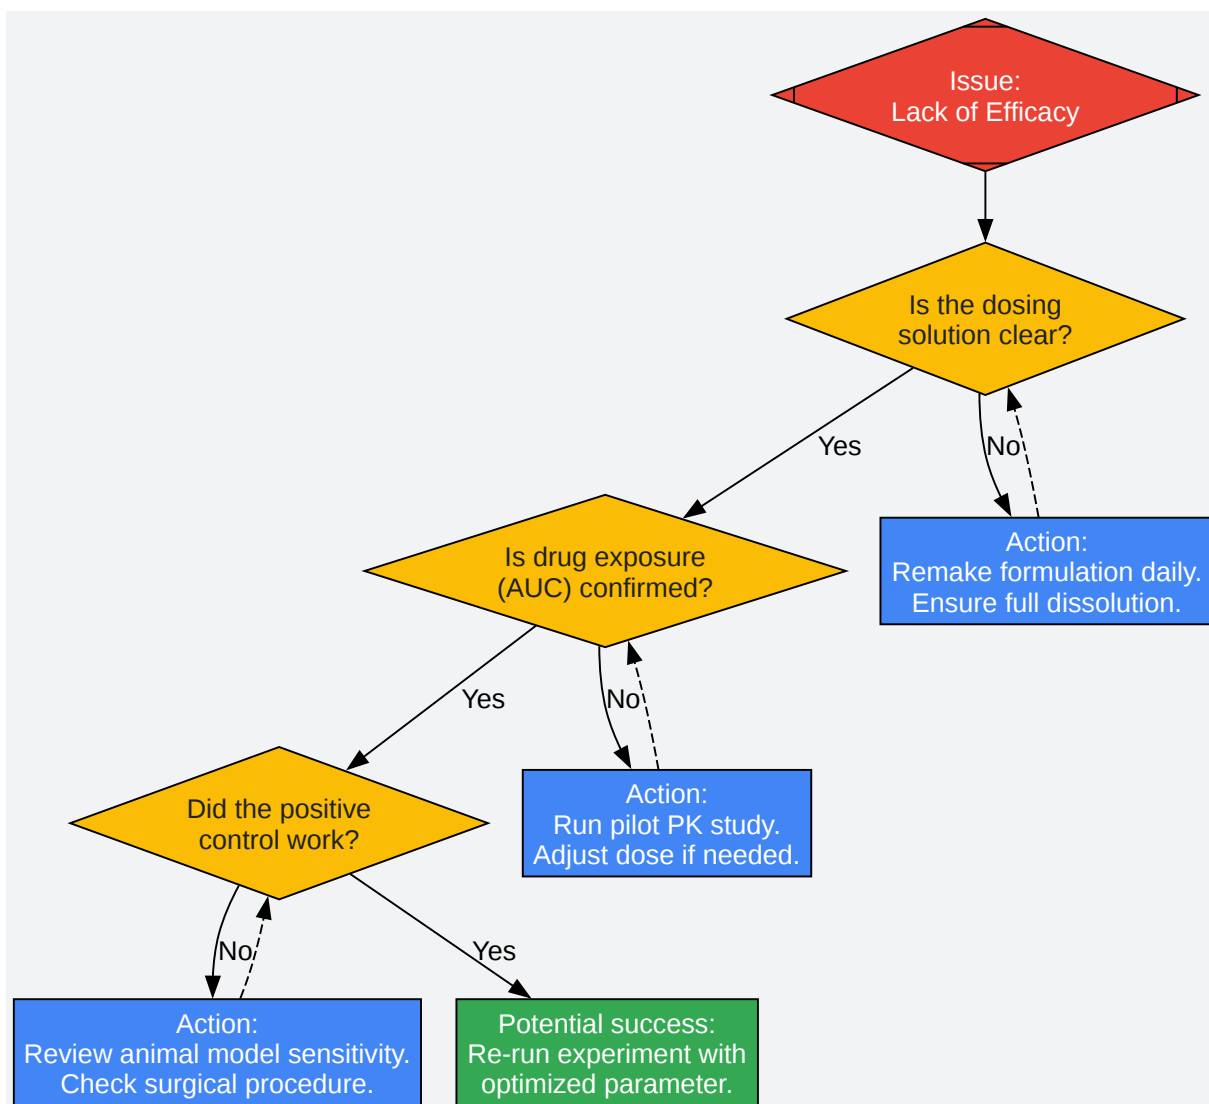 Issue:
Lack of Efficacy
Is the dosing
solution clear?
Yes
No
Is drug exposure
(AUC) confirmed?
Action:
Remake formulation daily.
Ensure full dissolution.
Yes
No
Did the positive
control work?
Action:
Run pilot PK study.
Adjust dose if needed.
No
Yes
Action:
Review animal model sensitivity.
Check surgical procedure.
Potential success:
Re-run experiment with
optimized parameter.